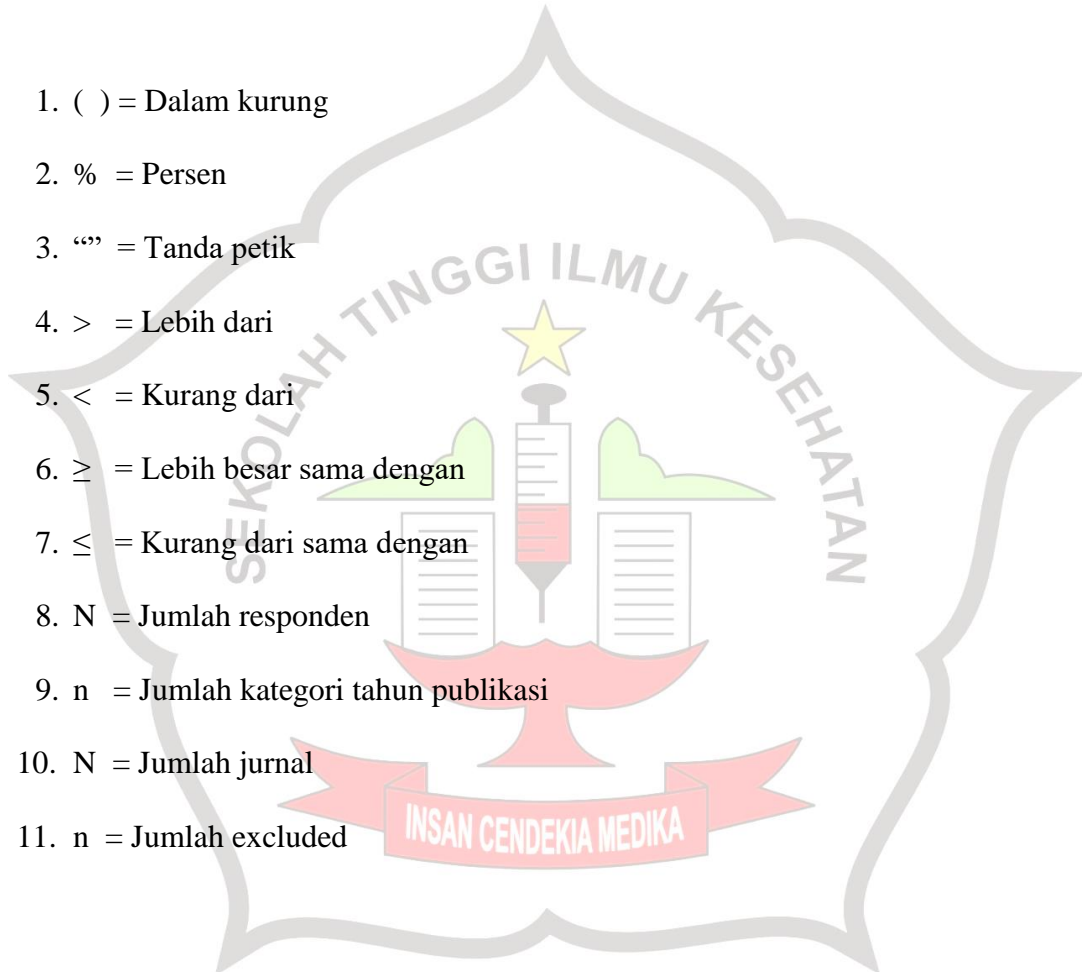 1. ( ) = Dalam kurung
2. % = Persen
3. “” = Tanda petik
4. > = Lebih dari
5. < = Kurang dari
6. ≥ = Lebih besar sama dengan
7. ≤ = Kurang dari sama dengan
8. N = Jumlah responden
9. n = Jumlah kategori tahun publikasi
10. N = Jumlah jurnal
11. n = Jumlah excluded
SEKOLAH TINGGI ILMU KESEHATAN
INSAN CENDEKIA MEDIKA